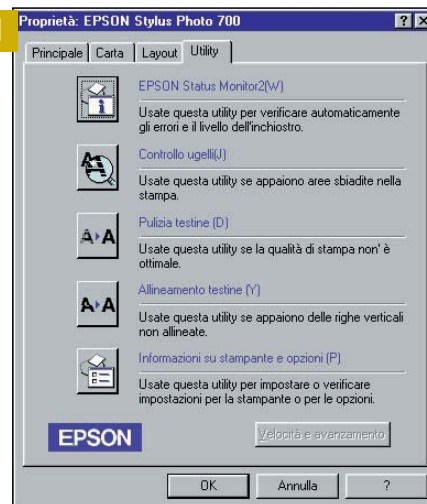 Proprietà: EPSON Stylus Photo 700
Principale Carta Layout Utility
EPSON Status Monitor2(W)
Usate questa utility per verificare automaticamente
gli errori e il livello dell'inchiostro.
Controllo ugelli(J)
Usate questa utility se appaiono aree sbiadite nella
stampa.
Pulizia testine (D)
Usate questa utility se la qualità di stampa non' è
ottimale.
Allineamento testine (Y)
Usate questa utility se appaiono delle righe verticali
non allineate.
Informazioni su stampante e opzioni (P)
Usate questa utility per impostare o verificare
impostazioni per la stampante o per le opzioni.
EPSON
Velocità e avanzamento
OK Annulla ?